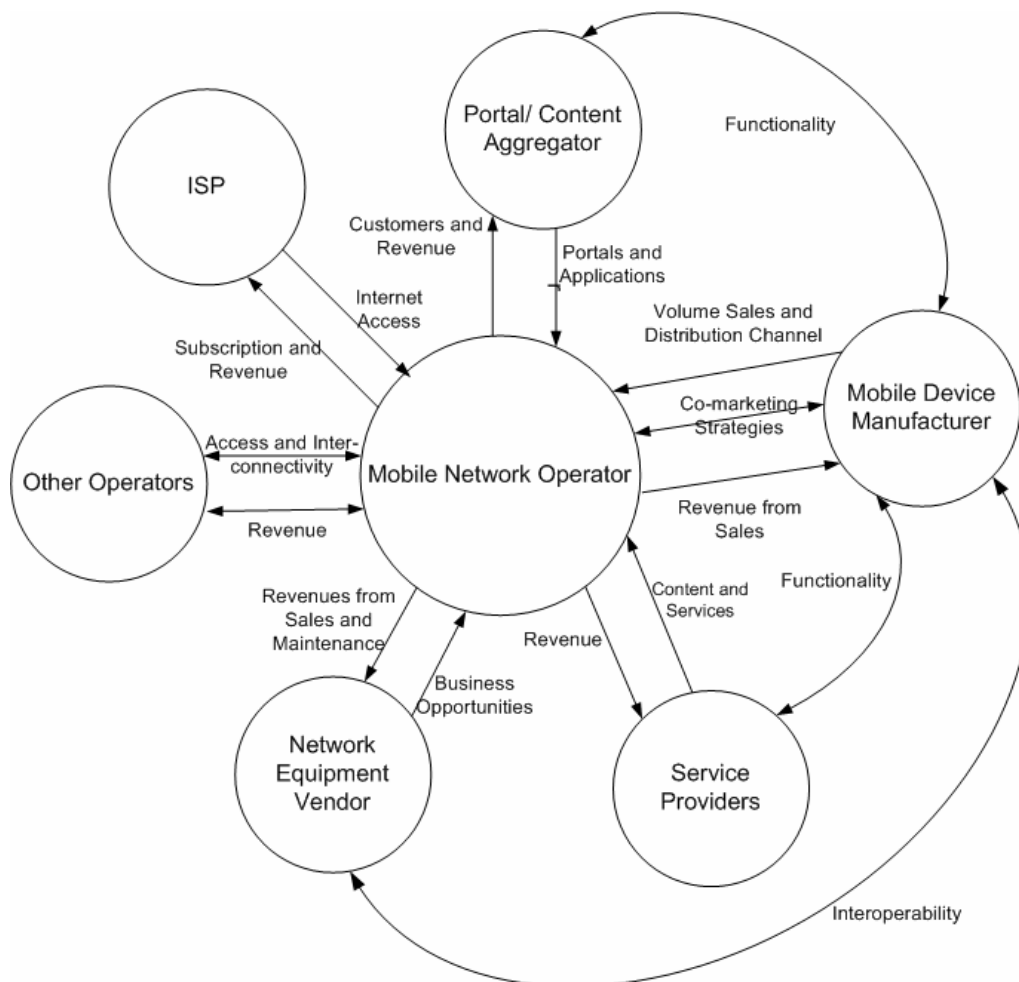 Portal/ Content
Aggregator
Functionality
ISP
Customers and
Revenue
Portals and
Applications
Internet
Access
Volume Sales and
Distribution Channel
Subscription and
Revenue
Mobile Device
Manufacturer
Co-marketing
Strategies
Access and Inter-
connectivity
Other Operators
Mobile Network Operator
Revenue
Revenue from
Sales
Functionality
Content and
Services
Revenues from
Sales and
Maintenance
Revenue
Business
Opportunities
Network
Equipment
Vendor
Service
Providers
Interoperability